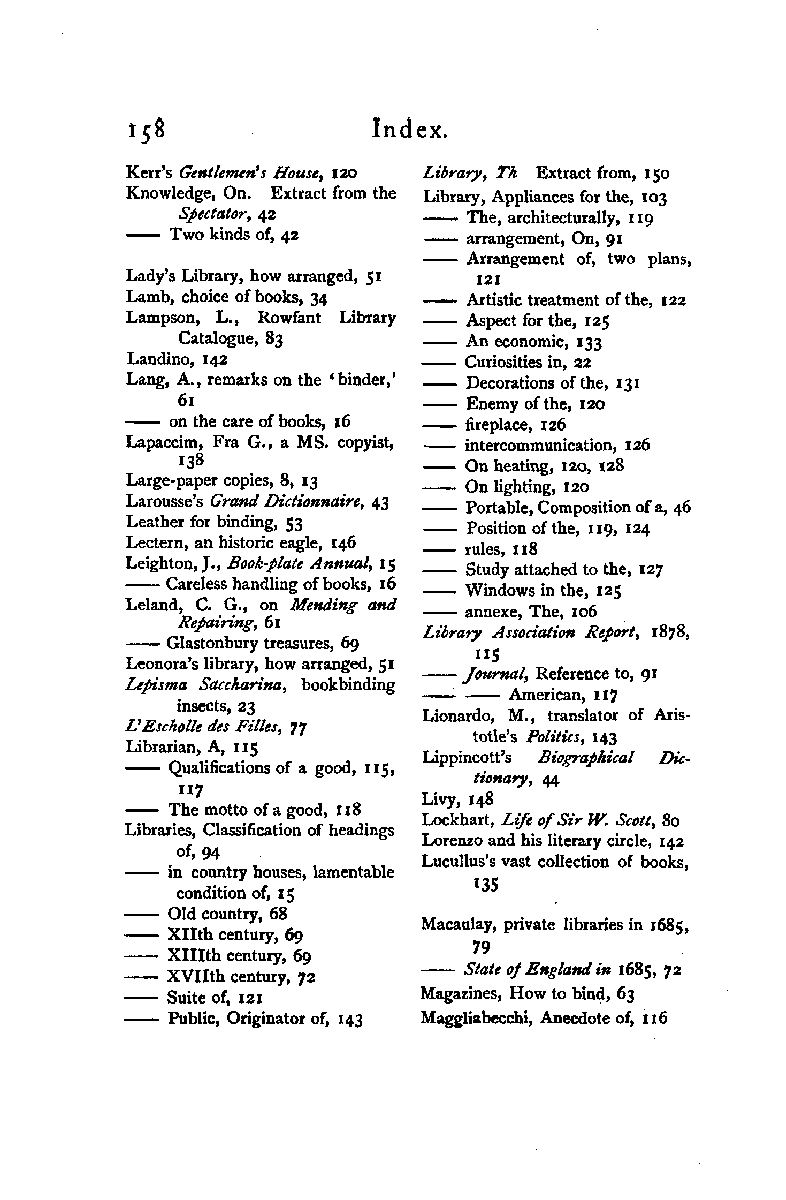 158 Index.
Kerr's Gentlemen's House, 120
Knowledge, On. Extract from the
Spectator, 42
—— Two kinds of, 42
Lady's Library, how arranged, 51
Lamb, choice of books, 34
Lampson, L., Rowfant Library
Catalogue, 83
Landino, 142
Lang, A., remarks on the ‘binder,’
61
—— on the care of books, 16
Lapaccim, Fra G., a MS. copyist,
138
Large-paper copies, 8, 13
Larousse's Grand Dictionnaire, 43
Leather for binding, 53
Lectern, an historic eagle, 146
Leighton, J., Book-plate Annual, 15
—— Careless handling of books, 16
Leland, C. G., on Mending and
Repairing, 61
—— Glastonbury treasures, 69
Leonora's library, how arranged, 51
Lepisma Saccharina, bookbinding
insects, 23
L'Escholle des Filles, 77
Librarian, A, 115
—— Qualifications of a good, 115,
117
—— The motto of a good, 118
Libraries, Classification of headings
of, 94
—— in country houses, lamentable
condition of, 15
—— Old country, 68
—— XIIth century, 69
—— XIIIth century, 69
—— XVIIth century, 72
—— Suite of, 121
—— Public, Originator of, 143
Library, Th Extract from, 150
Library, Appliances for the, 103
—— The, architecturally, 119
—— arrangement, On, 91
—— Arrangement of, two plans,
121
—— Artistic treatment of the, 122
—— Aspect for the, 125
—— An economic, 133
—— Curiosities in, 22
—— Decorations of the, 131
—— Enemy of the, 120
—— fireplace, 126
—— intercommunication, 126
—— On heating, 120, 128
—— On lighting, 120
—— Portable, Composition of a, 46
—— Position of the, 119, 124
—— rules, 118
—— Study attached to the, 127
—— Windows in the, 125
—— annexe, The, 106
Library Association Report, 1878,
115
—— Journal, Reference to, 91
—— —— American, 117
Lionardo, M., translator of Aris-
totle's Politics, 143
Lippincott's Biographical Dic-
tionary, 44
Livy, 148
Lockhart, Life of Sir W. Scott, 80
Lorenzo and his literary circle, 142
Lucullus's vast collection of books,
135
Macaulay, private libraries in 1685,
79
—— State of England in 1685, 72
Magazines, How to bind, 63
Maggliabecchi, Anecdote of, 116